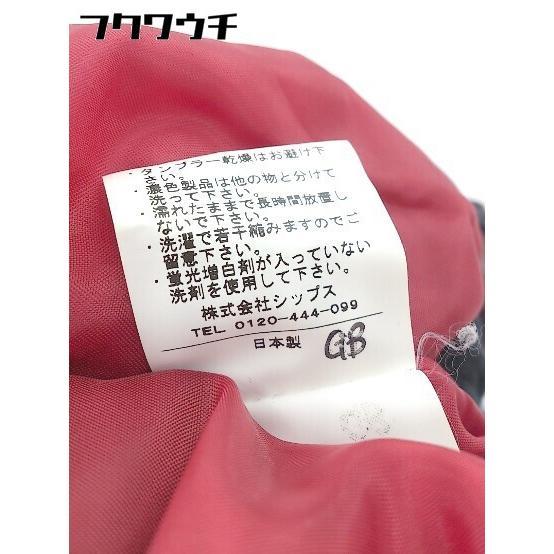 フクワウチ
・タンブラー乾燥はお避け下
さい。
・濃色製品は他の物と分けて
洗って下さい。
・濡れたままで長時間放置し
ないで下さい。
・洗濯で若干縮みますのでご
留意下さい。
・蛍光増白剤が入っていない
洗剤を使用して下さい。
株式会社シップス
TEL 0120-444-099
日本製 GB